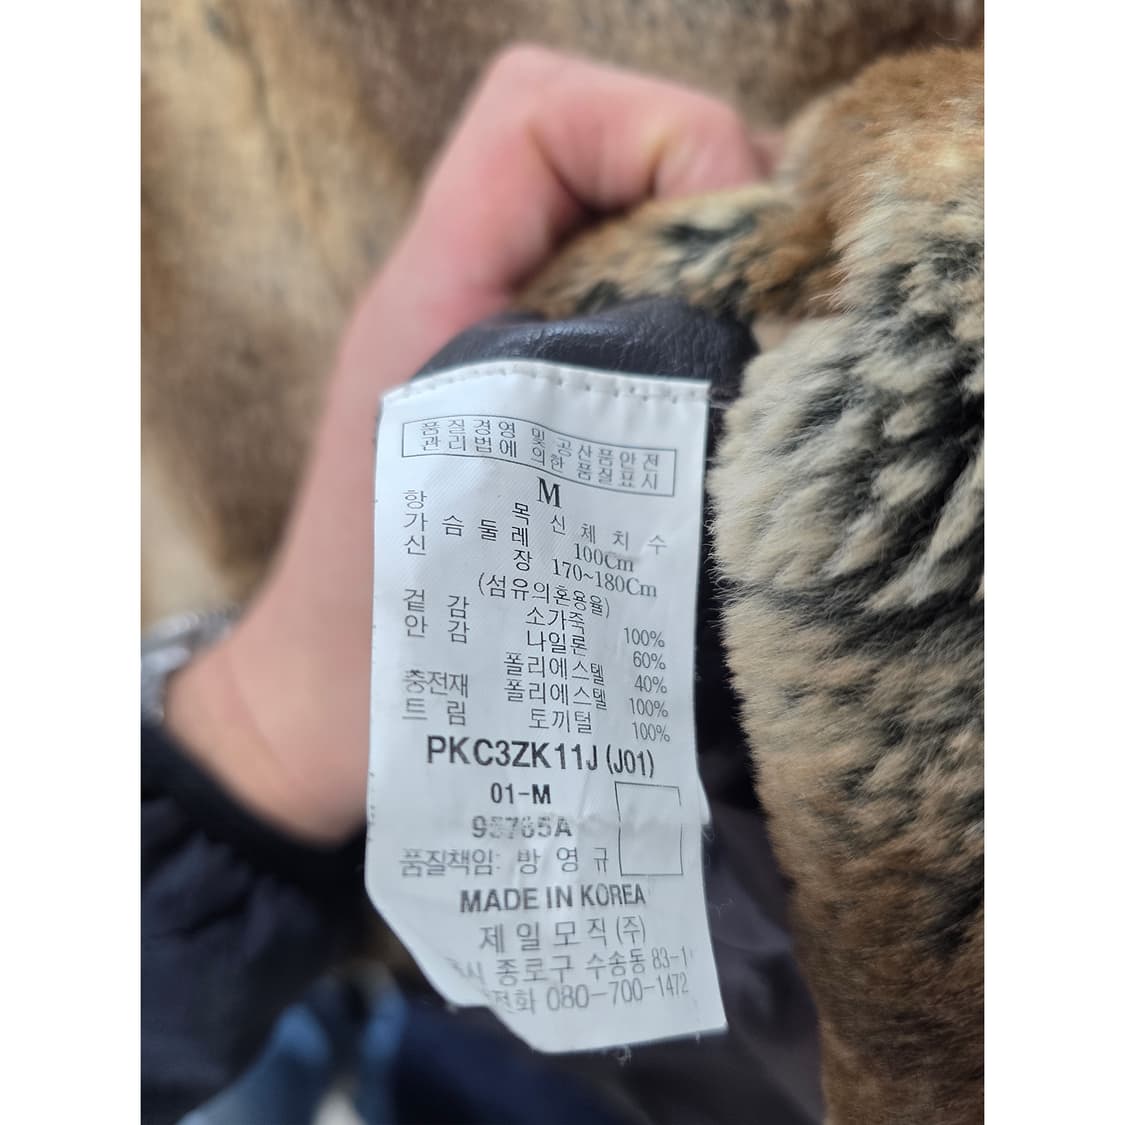 품질경영 및 공산품안전
관리법에 의한 품질표시
M
항 목 신체치수
가슴둘레 100Cm
신 장 170~180Cm
(섬유의혼용율)
겉감 소가죽 100%
안감 나일론 60%
폴리에스텔 40%
충전재 폴리에스텔 100%
트림 토끼털 100%
PKC3ZK11J(J01)
01-M
95765A
품질책임: 방영규
MADE IN KOREA
제일모직(주)
종로구 수송동 83-1
전화 080-700-1472